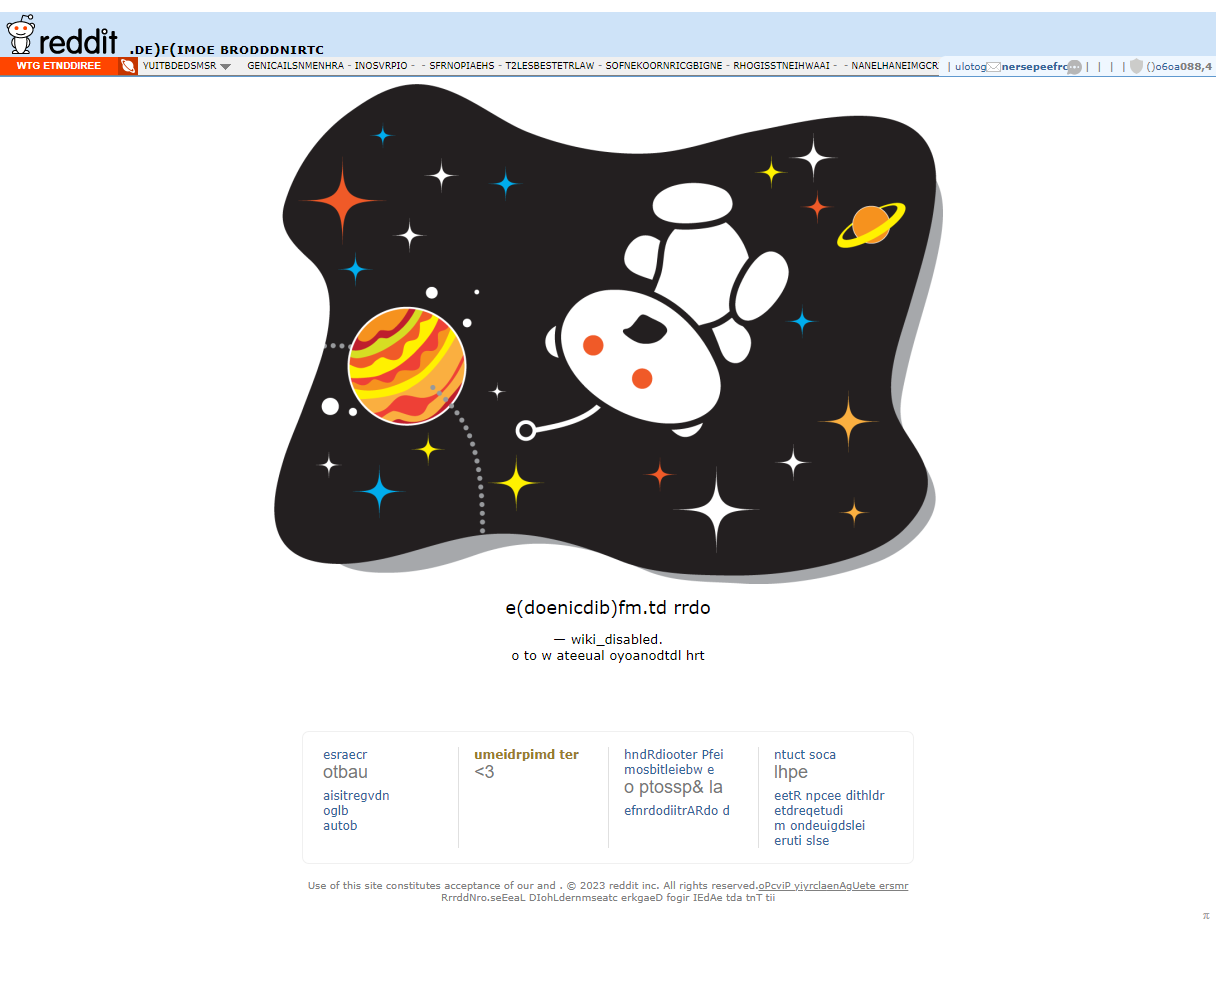 reddit .DE)F(IMOE BRODDDNIRTC
WTG ETNDDIREE YUITBDEDSMSR GENICAILSNMENHRA - INOSVRPIO - - SFRNOPIAEHS - T2LESBESTETRLAW - SOFNEKOORNRICGBIGNE - RHOGISSTNEIHWAAI - - NANELHANEIMGCR | ulotog nersepeefro | | | | ()o6oa088,4
e(doenicdib)fm.td rrdo
— wiki_disabled.
o to w ateeual oyoanodtdl hrt
esraecr
otbau
aisitregvdn
oglb
autob
umeidrpimd ter
<3
hndRdiooter Pfei
mosbitleiebw e
o ptossp& la
efnrdodiitrARdo d
ntuct soca
lhpe
eetR npcee dithldr
etdreqetudi
m ondeuigdslei
eruti slse
Use of this site constitutes acceptance of our and . © 2023 reddit inc. All rights reserved.oPcviP yiyrclaenAgUete ersmr
RrrddNro.seEeaL DIohLdernmseatc erkgaeD fogir IEdAe tda tnT tii
π